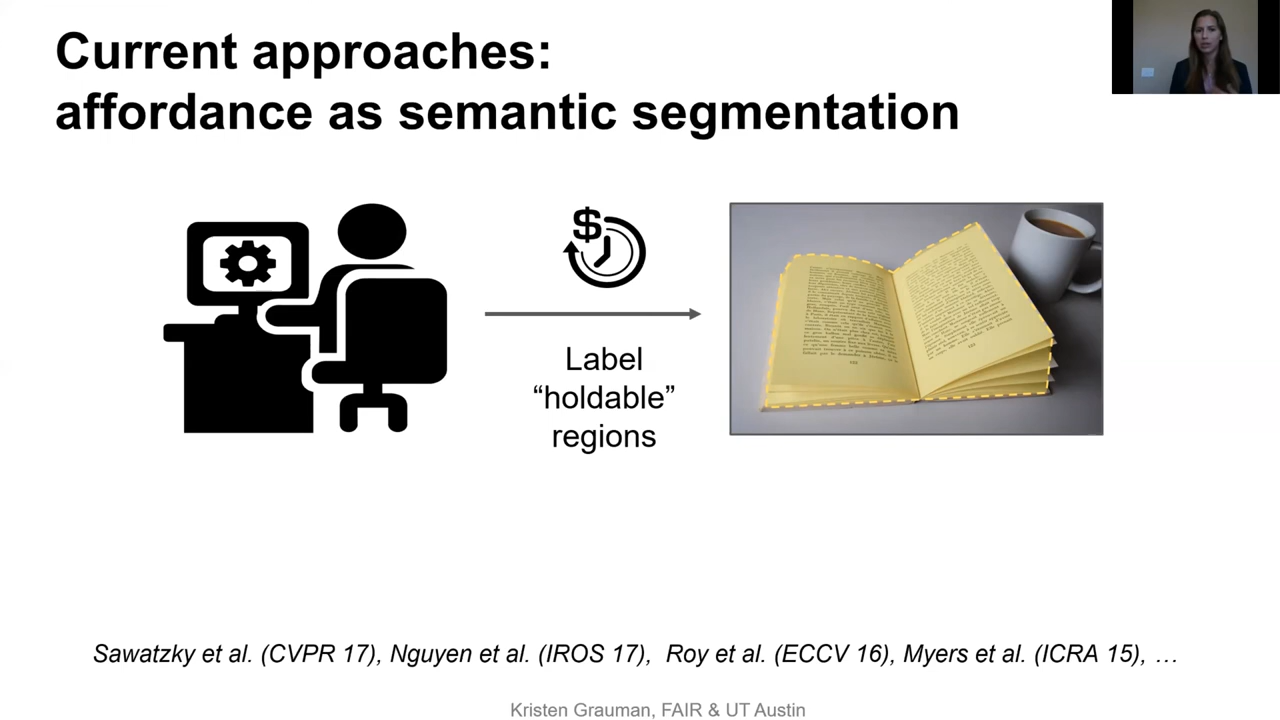 Current approaches:
affordance as semantic segmentation
$
Label
“holdable”
regions
Sawatzky et al. (CVPR 17), Nguyen et al. (IROS 17), Roy et al. (ECCV 16), Myers et al. (ICRA 15), …
Kristen Grauman, FAIR & UT Austin